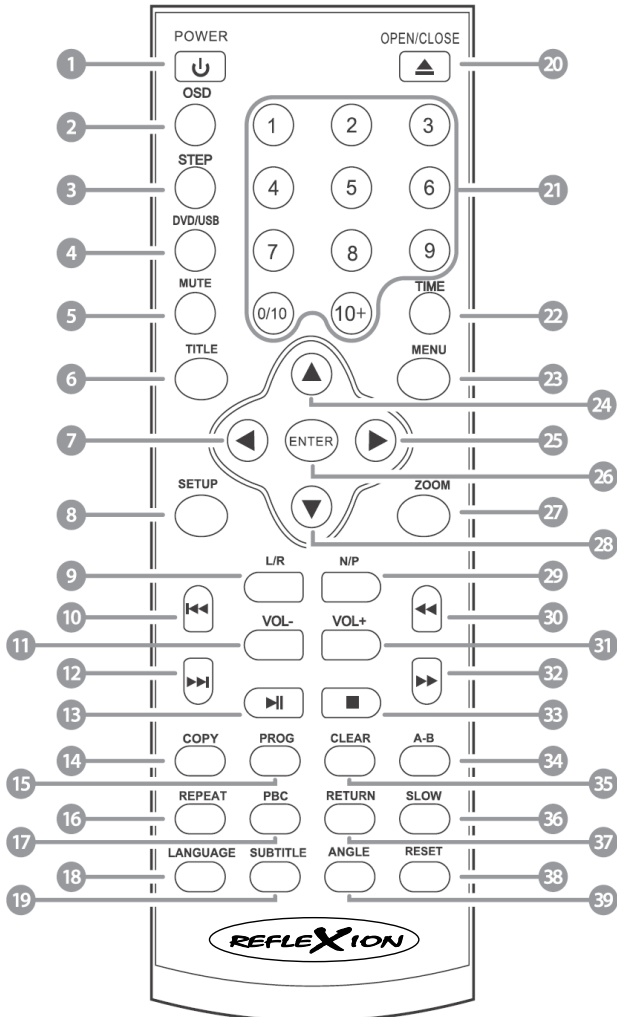 POWER OPEN/CLOSE
1 20
OSD
2 1 2 3
STEP
3 4 5 6 21
DVD/USB
4 7 8 9
MUTE TIME
5 0/10 10+ 22
TITLE MENU
6 23
24
7 ENTER 25
26
SETUP ZOOM
8 27
28
L/R N/P
9 29
10 30
VOL- VOL+
11 31
12 32
13 33
COPY PROG CLEAR A-B
14 34
15 35
REPEAT PBC RETURN SLOW
16 36
17 37
LANGUAGE SUBTITLE ANGLE RESET
18 38
19 39
REFLEXION